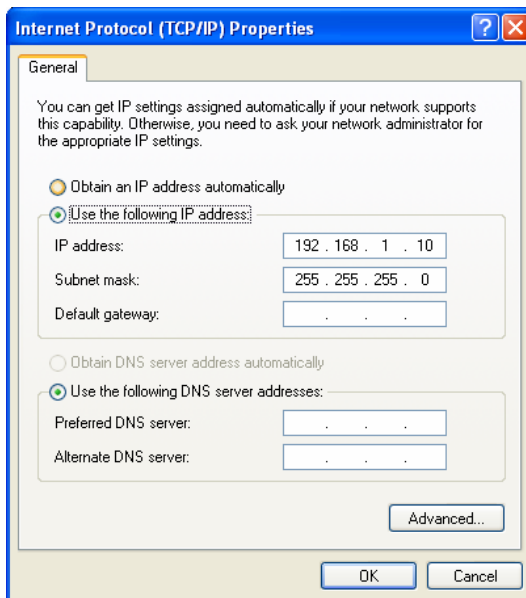 Internet Protocol (TCP/IP) Properties
General
You can get IP settings assigned automatically if your network supports
this capability. Otherwise, you need to ask your network administrator for
the appropriate IP settings.
Obtain an IP address automatically
Use the following IP address:
IP address: 192 . 168 . 1 . 10
Subnet mask: 255 . 255 . 255 . 0
Default gateway: . . .
Obtain DNS server address automatically
Use the following DNS server addresses:
Preferred DNS server: . . .
Alternate DNS server: . . .
Advanced...
OK Cancel